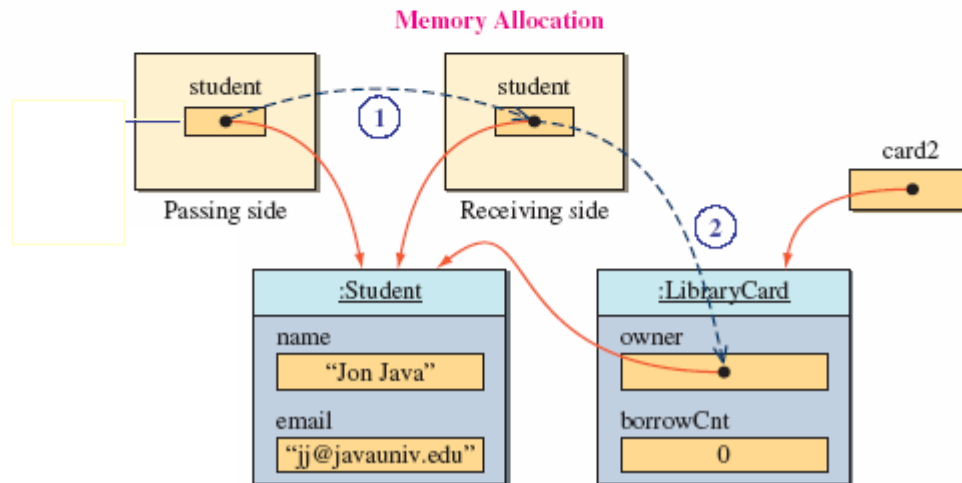 Memory Allocation
student
student
1
card2
Passing side
Receiving side
2
:Student
:LibraryCard
name
owner
“Jon Java”
email
borrowCnt
“jj@javauniv.edu”
0